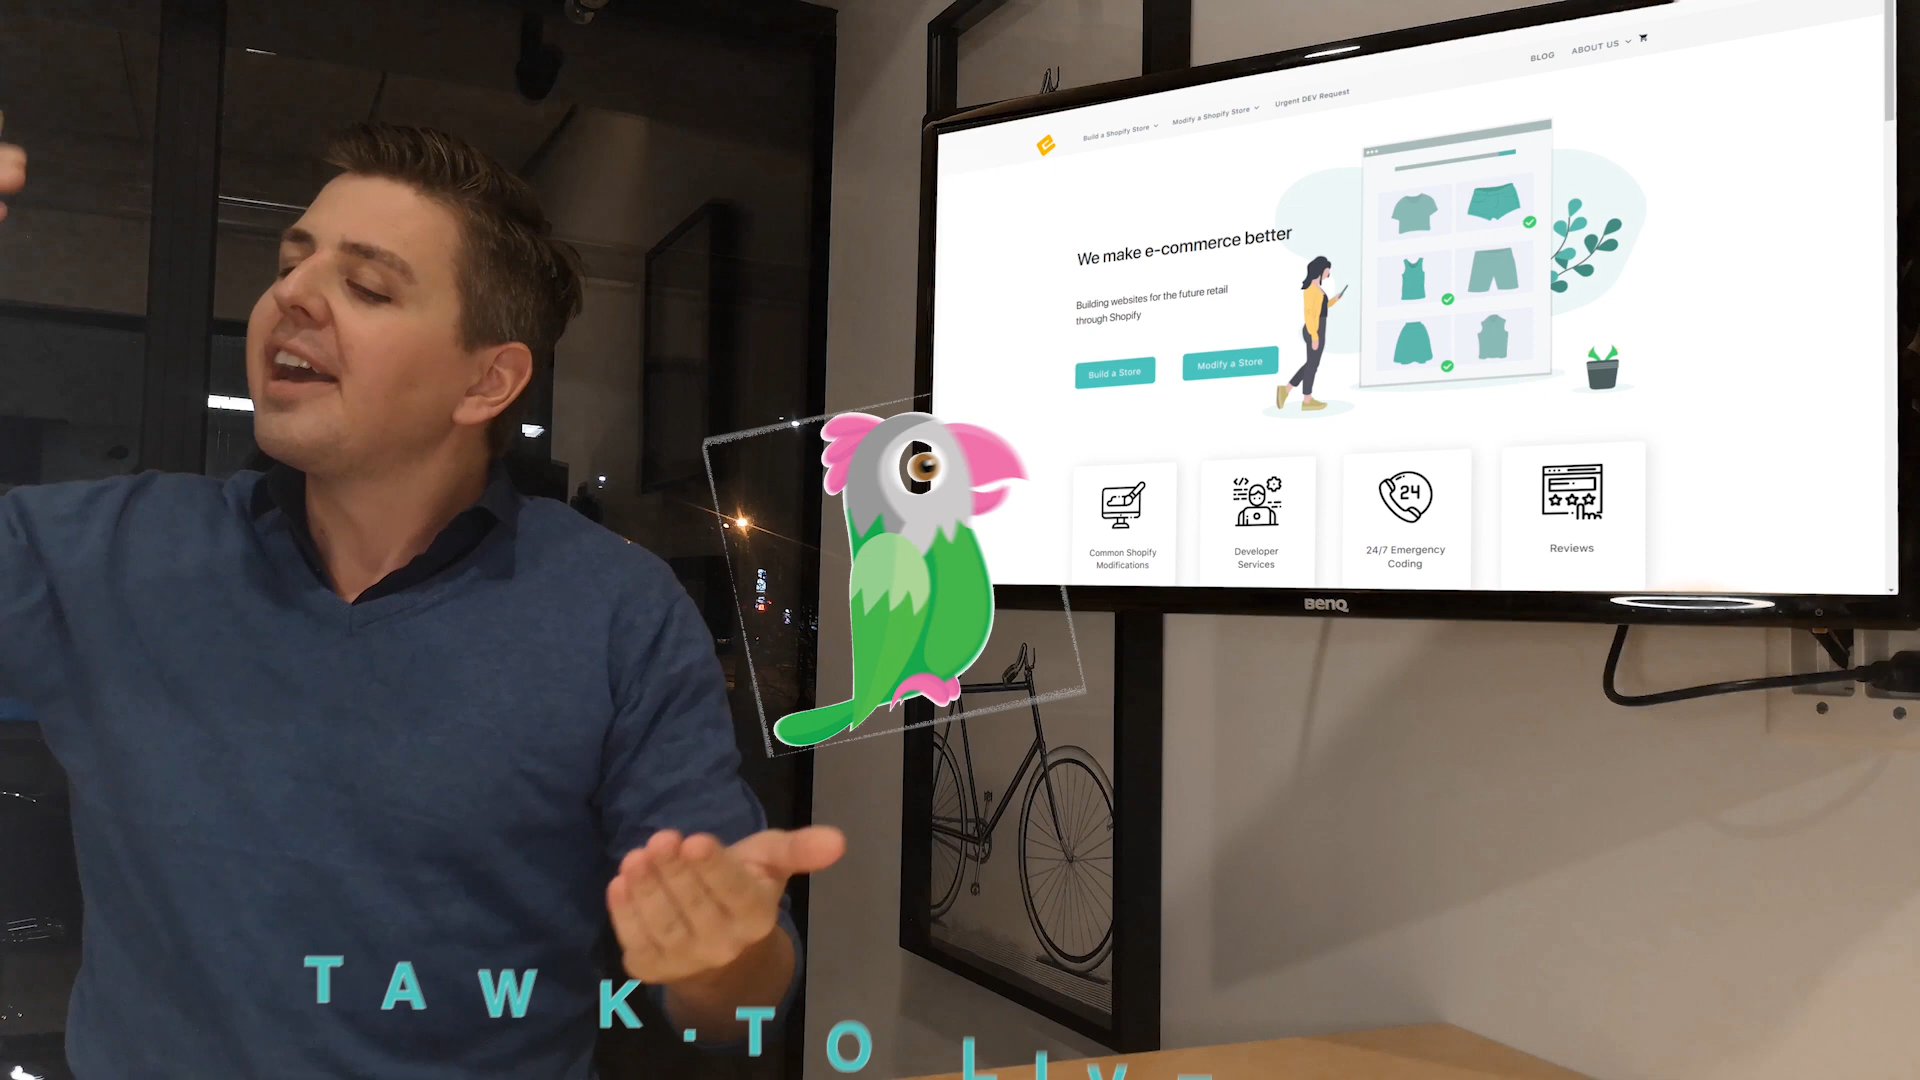 BLOG ABOUT US
Build a Shopify Store Modify a Shopify Store Urgent DEV Request
We make e-commerce better
Building websites for the future retail
through Shopify
Build a Store Modify a Store
24
Common Shopify
Modifications
Developer
Services
24/7 Emergency
Coding
Reviews
BenQ
TAWK.TO LIV